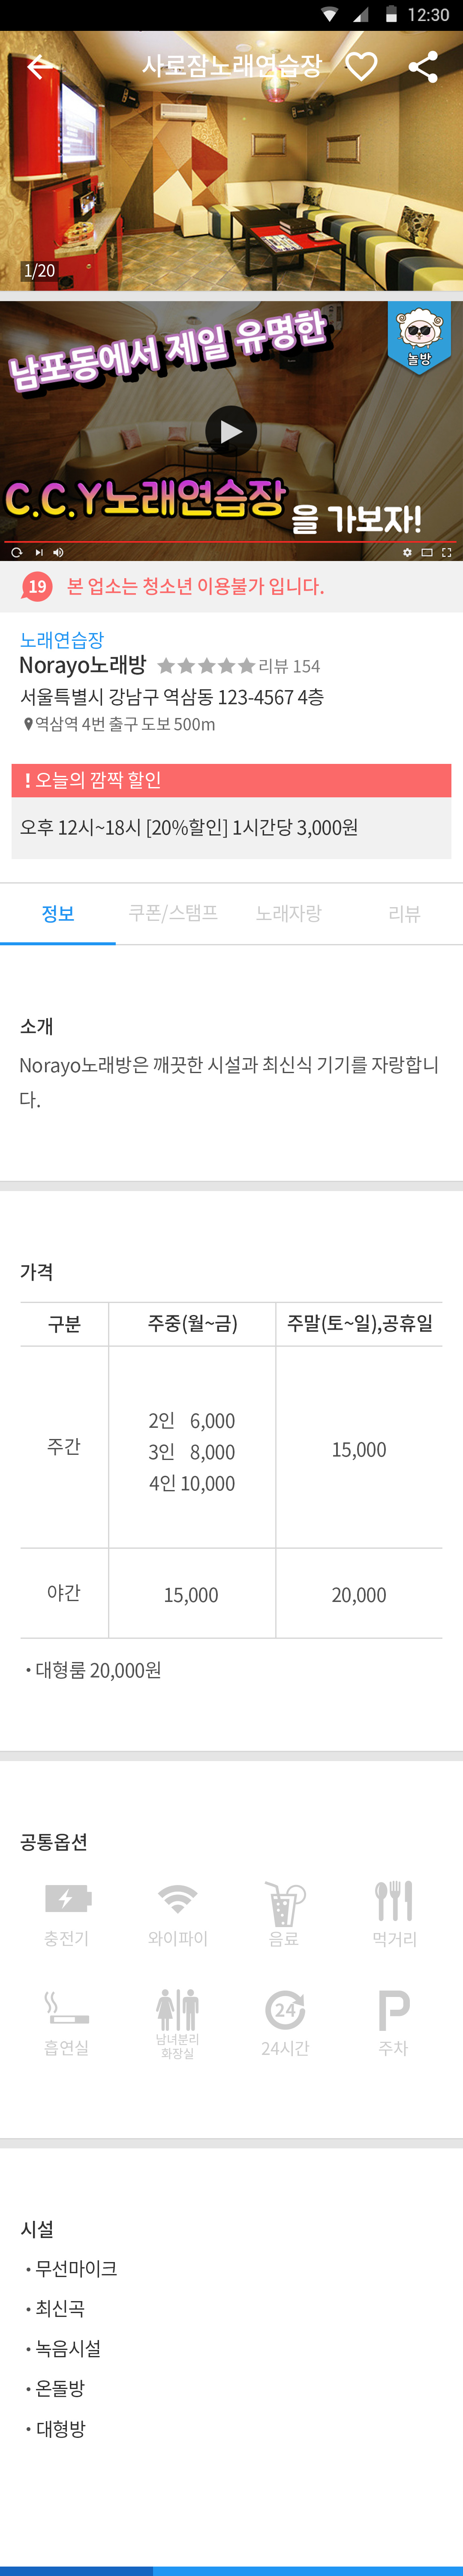 12:30
사로잠노래연습장
1/20
남포동에서 제일 유명한
놀방
C.C.Y노래연습장을 가보자!
19 본 업소는 청소년 이용불가 입니다.
노래연습장
Norayo노래방 ★★★★★ 리뷰 154
서울특별시 강남구 역삼동 123-4567 4층
역삼역 4번 출구 도보 500m
! 오늘의 깜짝 할인
오후 12시~18시 [20%할인] 1시간당 3,000원
정보 쿠폰/스탬프 노래자랑 리뷰
소개
Norayo노래방은 깨끗한 시설과 최신식 기기를 자랑합니
다.
가격
구분 주중(월~금) 주말(토~일),공휴일
주간
2인 6,000
3인 8,000
4인 10,000
15,000
야간 15,000 20,000
• 대형룸 20,000원
공통옵션
충전기 와이파이 음료 먹거리
24
흡연실
남녀분리
화장실
24시간 주차
P
시설
• 무선마이크
• 최신곡
• 녹음시설
• 온돌방
• 대형방